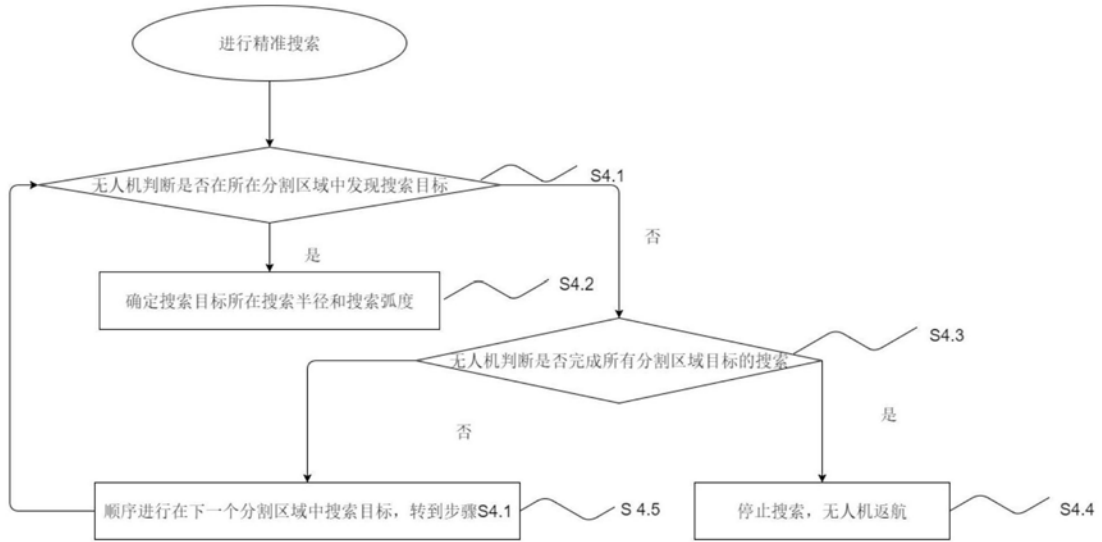 进行精准搜索
无人机判断是否在所在分割区域中发现搜索目标
S4.1
否
是
确定搜索目标所在搜索半径和搜索弧度
S4.2
无人机判断是否完成所有分割区域目标的搜索
S4.3
否
是
顺序进行在下一个分割区域中搜索目标，转到步骤S4.1
S 4.5
停止搜索，无人机返航
S4.4